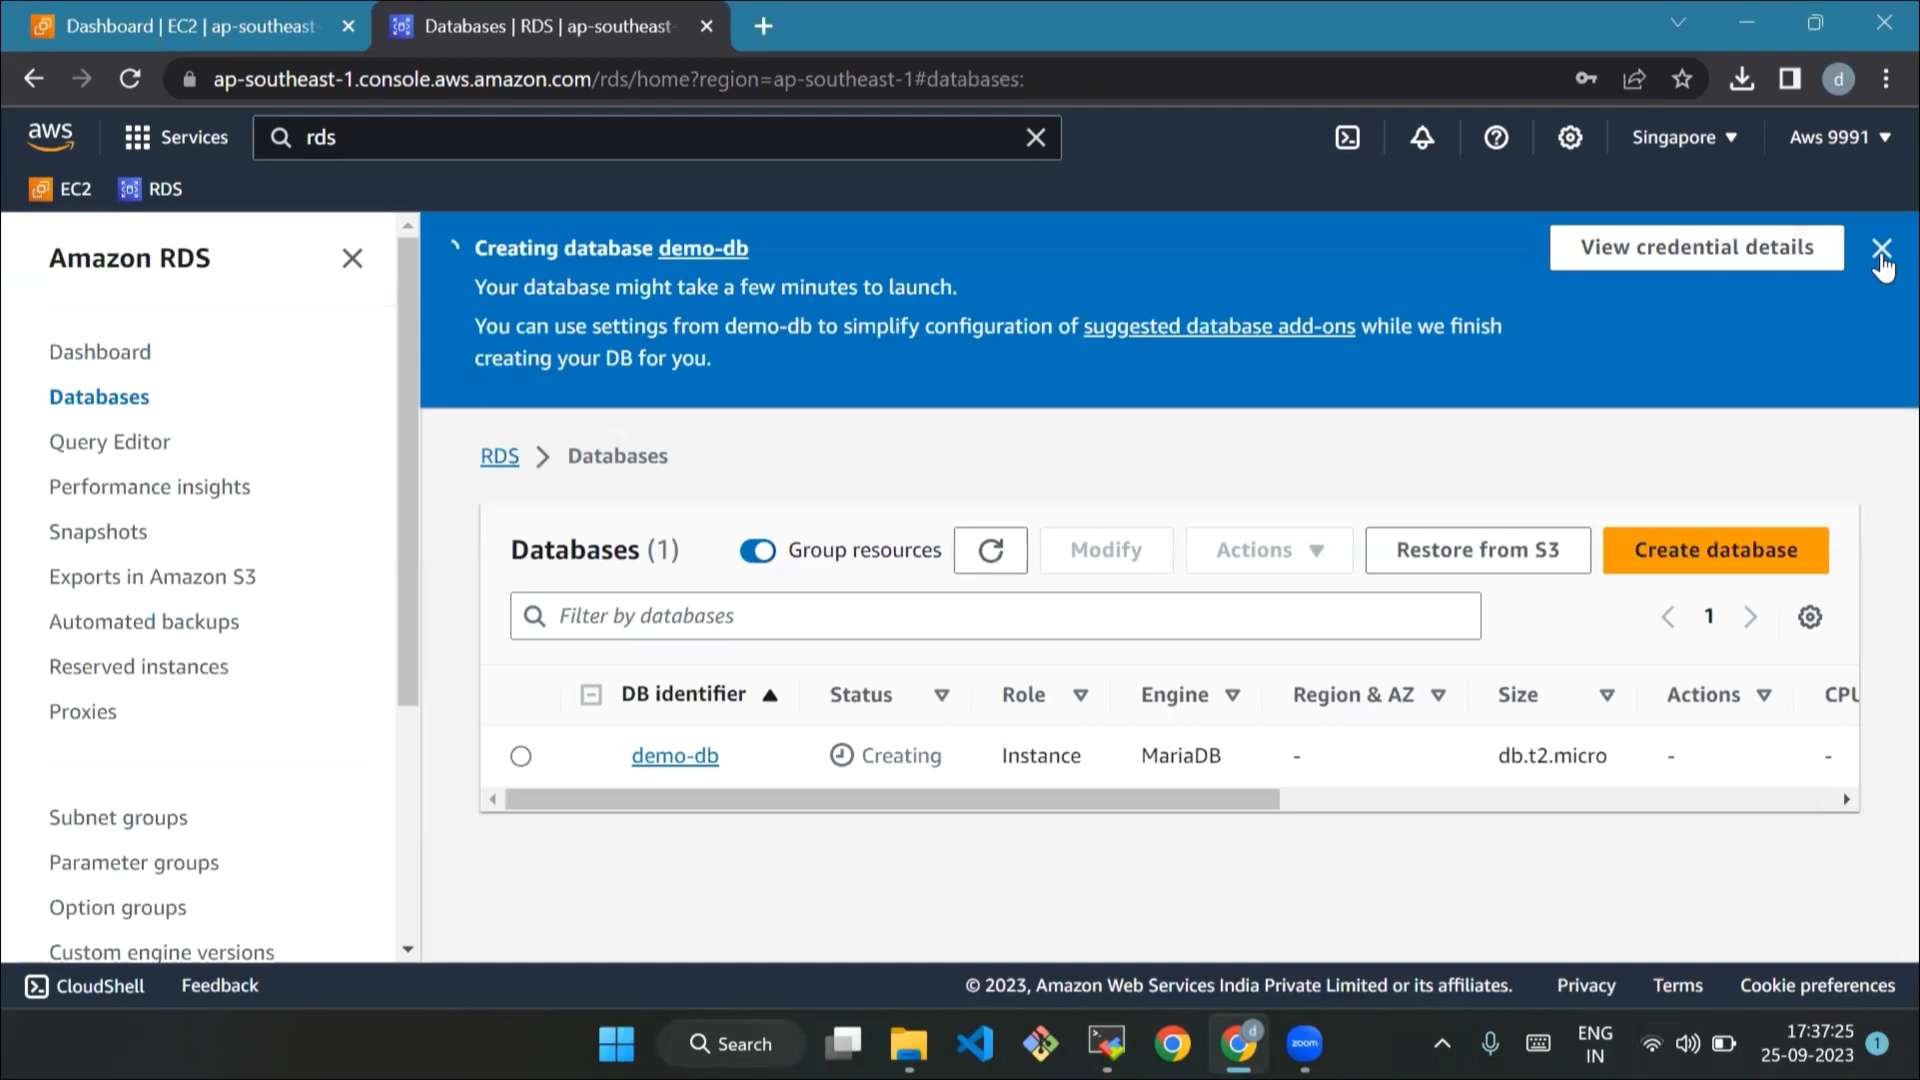 Dashboard | EC2 | ap-southeast-
Databases | RDS | ap-southeast-
ap-southeast-1.console.aws.amazon.com/rds/home?region=ap-southeast-1#databases:
d
aws
Services
rds
Singapore
Aws 9991
EC2
RDS
Amazon RDS
Dashboard
Databases
Query Editor
Performance insights
Snapshots
Exports in Amazon S3
Automated backups
Reserved instances
Proxies
Subnet groups
Parameter groups
Option groups
Custom engine versions
Creating database demo-db
View credential details
Your database might take a few minutes to launch.
You can use settings from demo-db to simplify configuration of suggested database add-ons while we finish
creating your DB for you.
RDS > Databases
Databases (1)
Group resources
Modify
Actions
Restore from S3
Create database
Filter by databases
1
DB identifier Status Role Engine Region & AZ Size Actions CPU
demo-db Creating Instance MariaDB - db.t2.micro - -
CloudShell
Feedback
© 2023, Amazon Web Services India Private Limited or its affiliates.
Privacy
Terms
Cookie preferences
Search
d
zoom
ENG
IN
17:37:25
25-09-2023
1